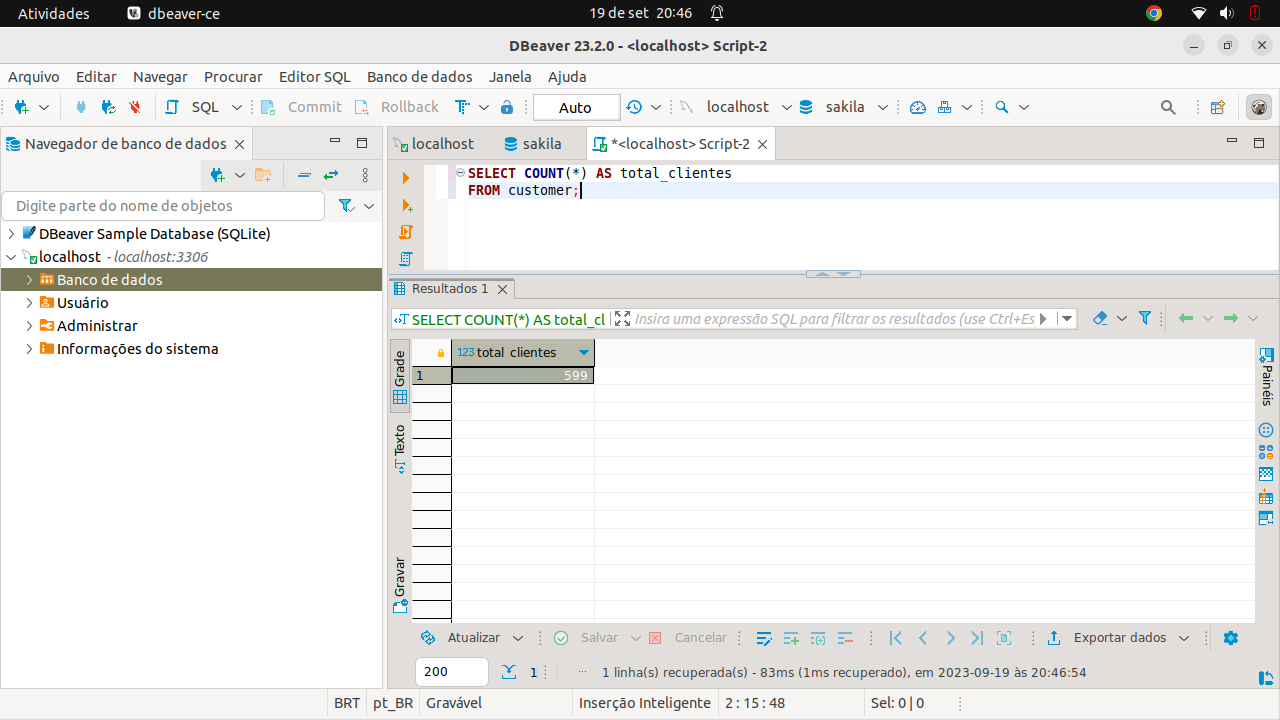 Atividades dbeaver-ce 19 de set 20:46
DBeaver 23.2.0 - <localhost> Script-2
Arquivo Editar Navegar Procurar Editor SQL Banco de dados Janela Ajuda
SQL Commit Rollback Auto localhost sakila
Navegador de banco de dados
localhost sakila *<localhost> Script-2
Digite parte do nome de objetos
DBeaver Sample Database (SQLite)
localhost - localhost:3306
Banco de dados
Usuário
Administrar
Informações do sistema
SELECT COUNT(*) AS total_clientes
FROM customer;
Resultados 1
SELECT COUNT(*) AS total_cl Insira uma expressão SQL para filtrar os resultados (use Ctrl+Es
Grade
Texto
Gravar
123 total_clientes
1 599
Painéis
Atualizar Salvar Cancelar Exportar dados
200 1 ... 1 linha(s) recuperada(s) - 83ms (1ms recuperado), em 2023-09-19 às 20:46:54
BRT pt_BR Gravável Inserção Inteligente 2 : 15 : 48 Sel: 0 | 0